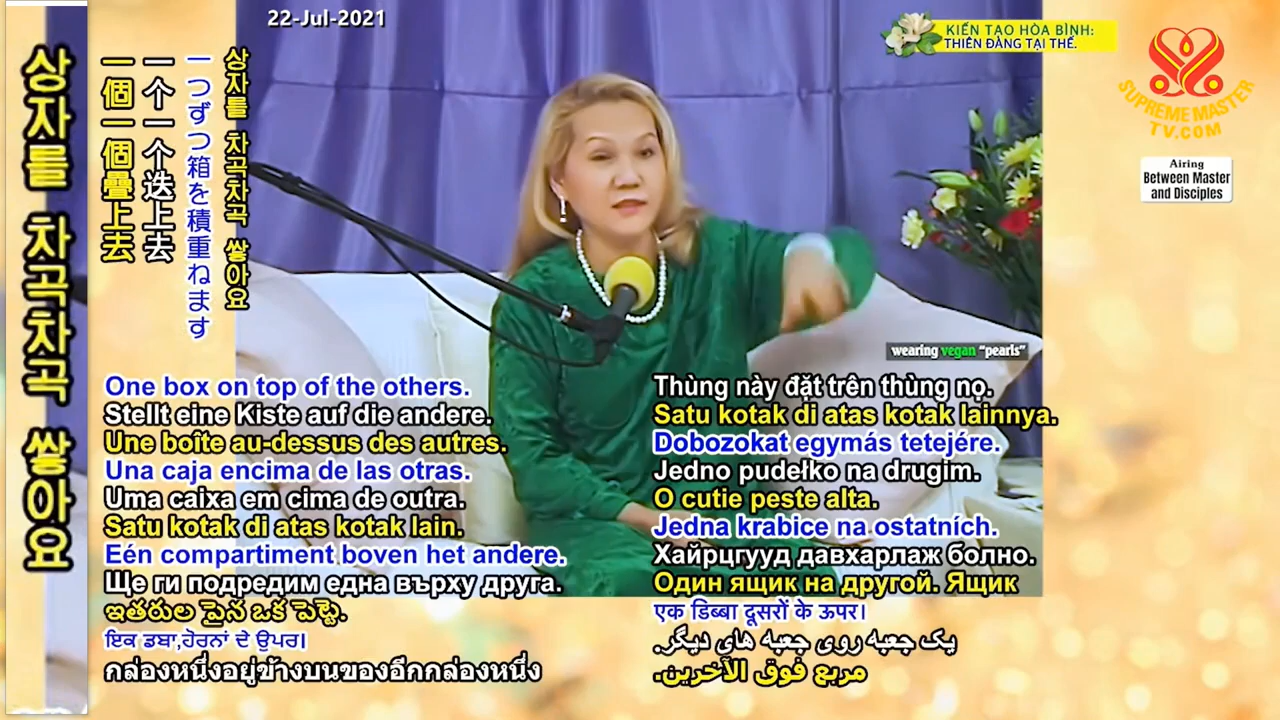 22-Jul-2021
KIẾN TẠO HÒA BÌNH:
THIÊN ĐÀNG TẠI THẾ.
SUPREME MASTER
TV.COM
Airing
Between Master
and Disciples
상자를 차곡차곡 쌓아요
一個一個疊上去
一个一个迭上去
一つずつ箱を積重ねます
상자를 차곡차곡 쌓아요
wearing vegan "pearls"
One box on top of the others.
Stellt eine Kiste auf die andere.
Une boîte au-dessus des autres.
Una caja encima de las otras.
Uma caixa em cima de outra.
Satu kotak di atas kotak lain.
Eén compartiment boven het andere.
Ще ги подредим една върху друга.
ఇతరుల పైన ఒక పెట్టె.
ਇਕ ਡਬਾ,ਹੋਰਨਾਂ ਦੇ ਉਪਰ।
กล่องหนึ่งอยู่ข้างบนของอีกกล่องหนึ่ง
Thùng này đặt trên thùng nọ.
Satu kotak di atas kotak lainnya.
Dobozokat egymás tetejére.
Jedno pudełko na drugim.
O cutie peste alta.
Jedna krabice na ostatních.
Хайрцгууд давхарлаж болно.
Один ящик на другой. Ящик
एक डिब्बा दूसरों के ऊपर।
یک جعبه روی جعبه های دیگر.
مربع فوق الآخرين.